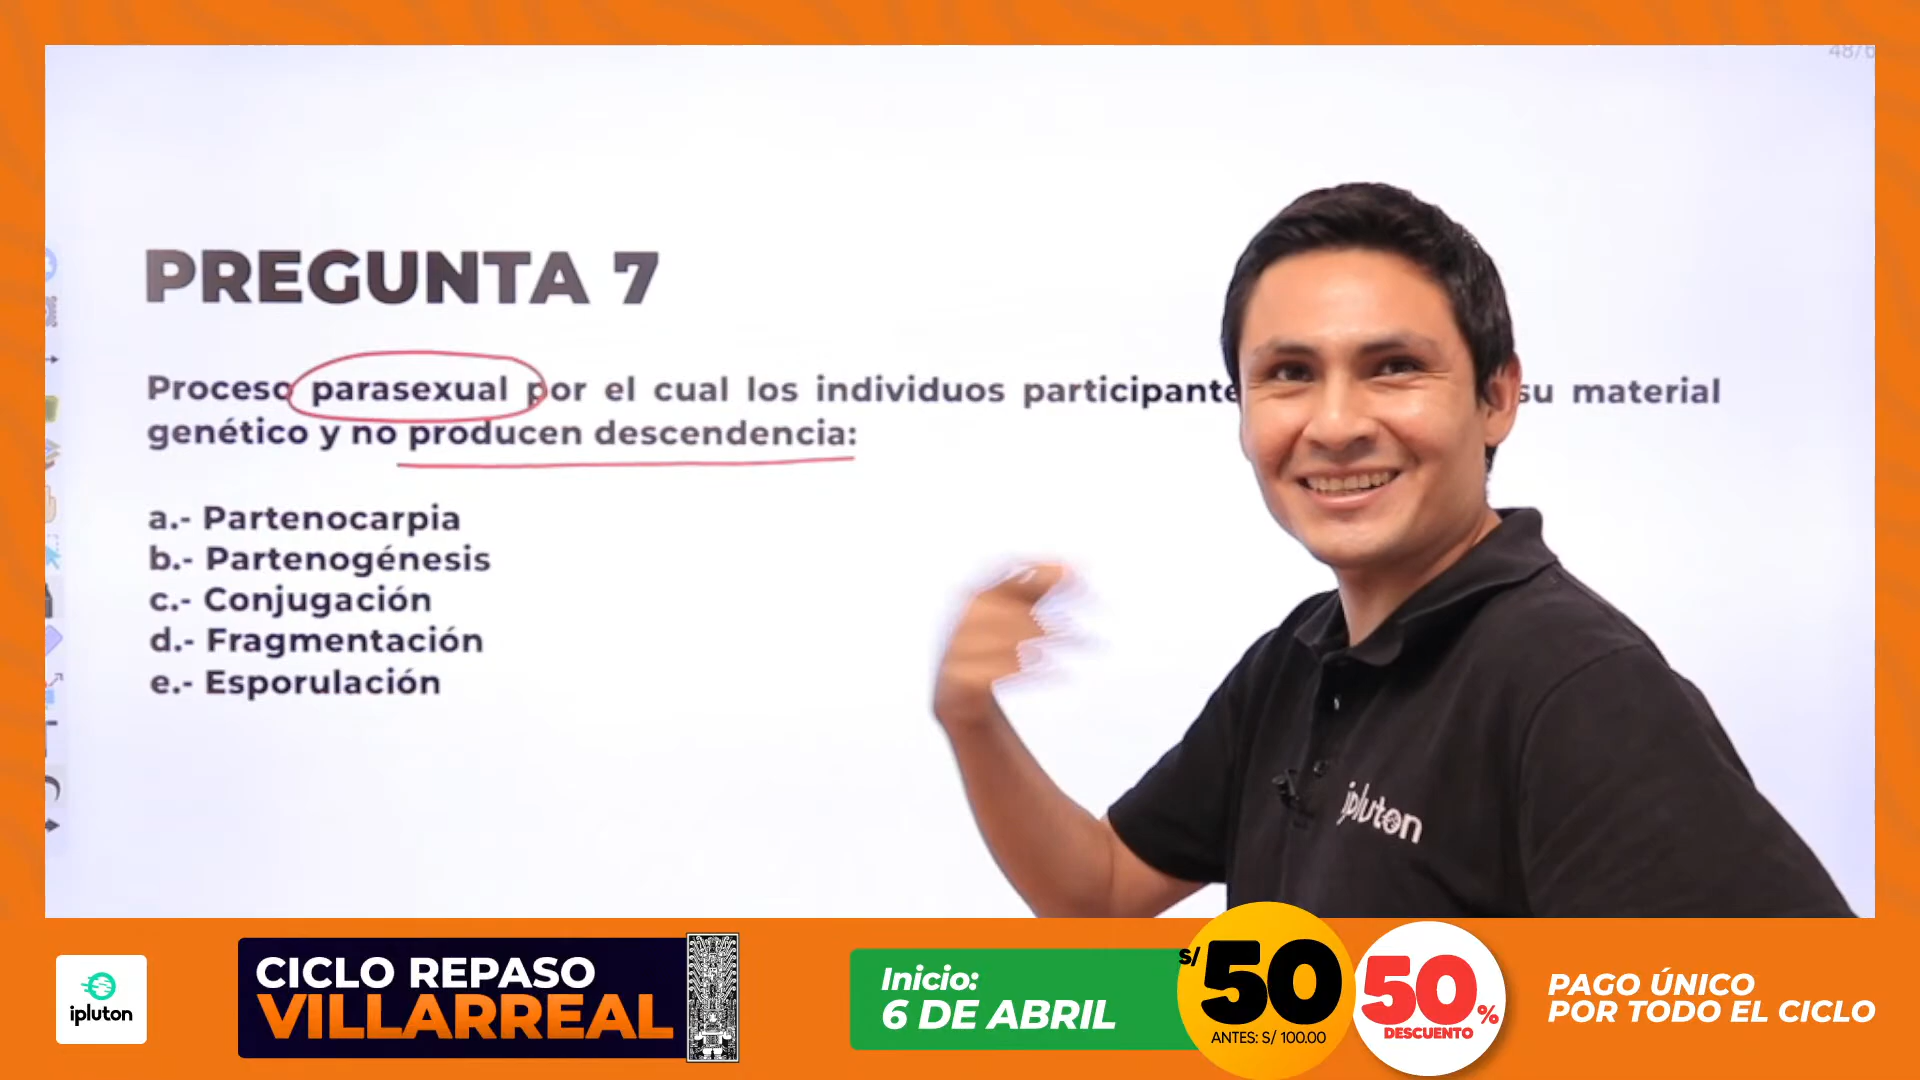 PREGUNTA 7
Proceso parasexual por el cual los individuos participante su material
genético y no producen descendencia:
a.- Partenocarpia
b.- Partenogénesis
c.- Conjugación
d.- Fragmentación
e.- Esporulación
ipluton
ipluton
CICLO REPASO
VILLARREAL
Inicio:
6 DE ABRIL
S/ 50
ANTES: S/ 100.00
50%
DESCUENTO
PAGO ÚNICO
POR TODO EL CICLO